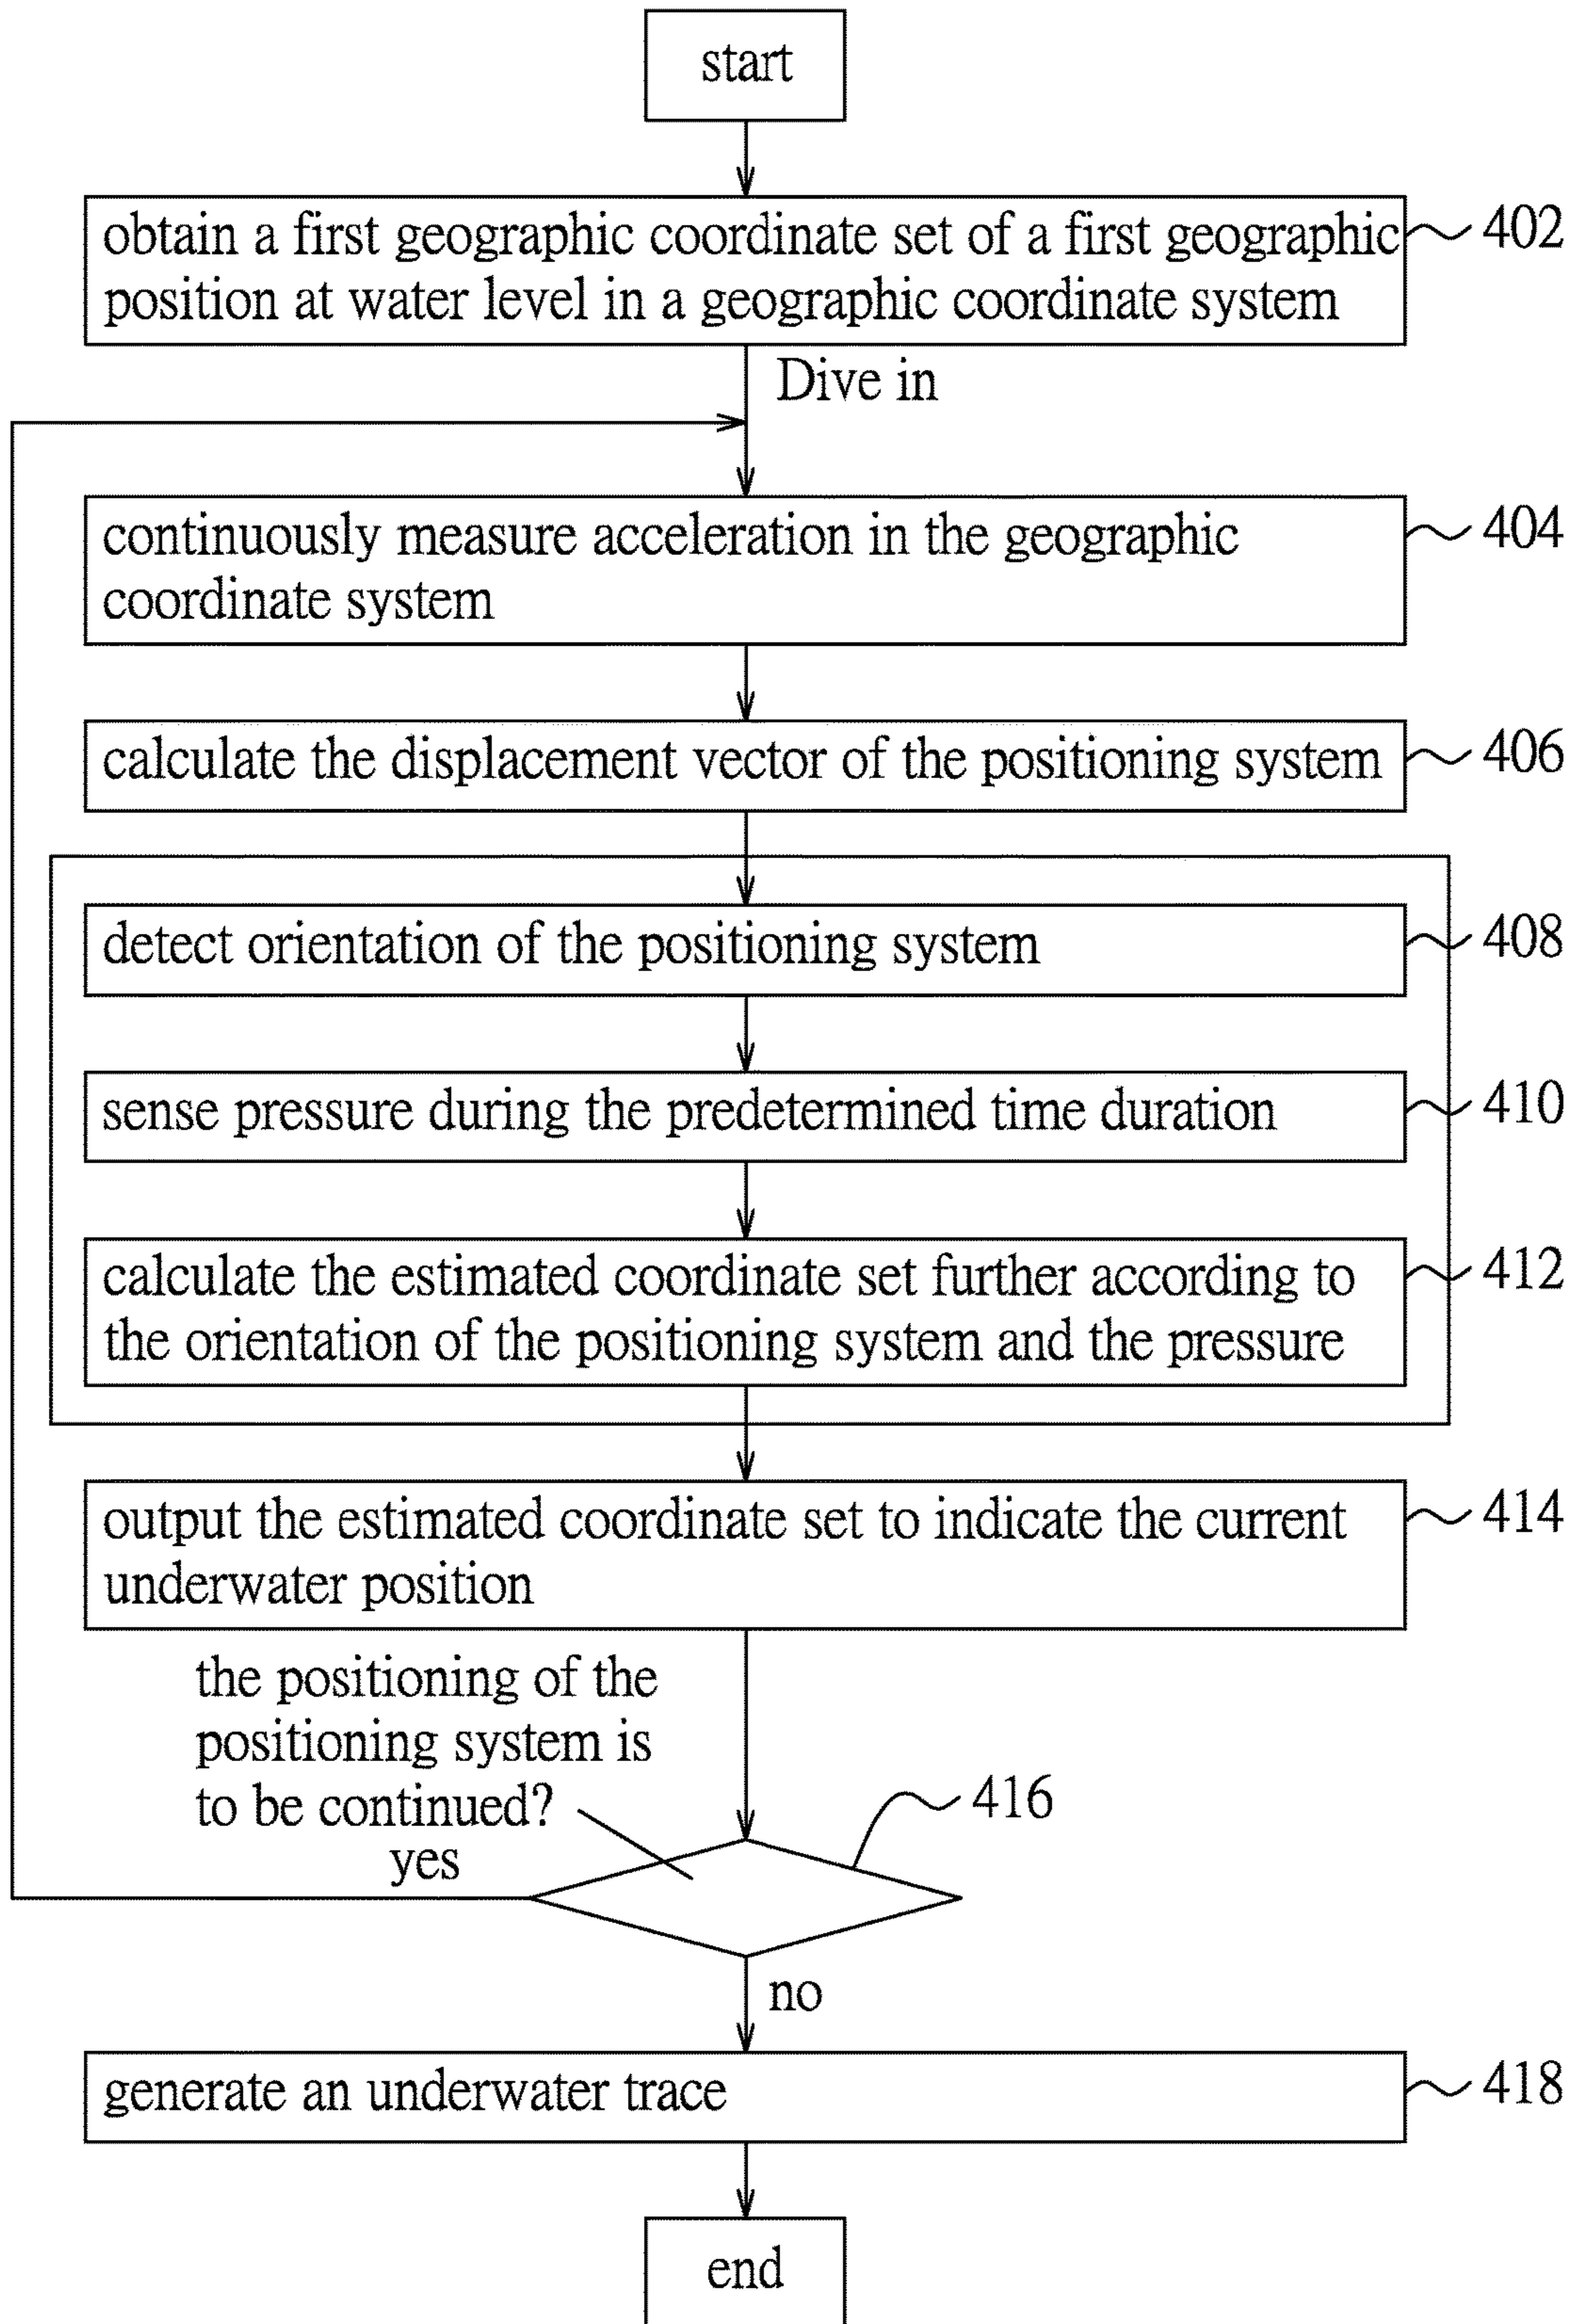 start
obtain a first geographic coordinate set of a first geographic
position at water level in a geographic coordinate system
402
Dive in
continuously measure acceleration in the geographic
coordinate system
404
calculate the displacement vector of the positioning system
406
detect orientation of the positioning system
408
sense pressure during the predetermined time duration
410
calculate the estimated coordinate set further according to
the orientation of the positioning system and the pressure
412
output the estimated coordinate set to indicate the current
underwater position
414
the positioning of the
positioning system is
to be continued?
416
yes
no
generate an underwater trace
418
end